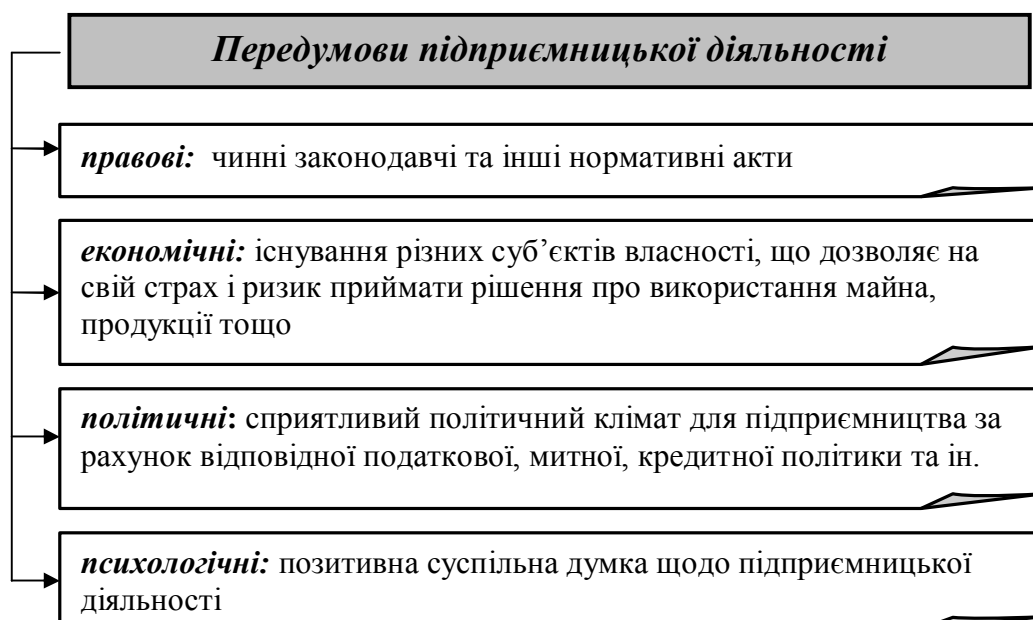 Передумови підприємницької діяльності
правові: чинні законодавчі та інші нормативні акти
економічні: існування різних суб’єктів власності, що дозволяє на
свій страх і ризик приймати рішення про використання майна,
продукції тощо
політичні: сприятливий політичний клімат для підприємництва за
рахунок відповідної податкової, митної, кредитної політики та ін.
психологічні: позитивна суспільна думка щодо підприємницької
діяльності